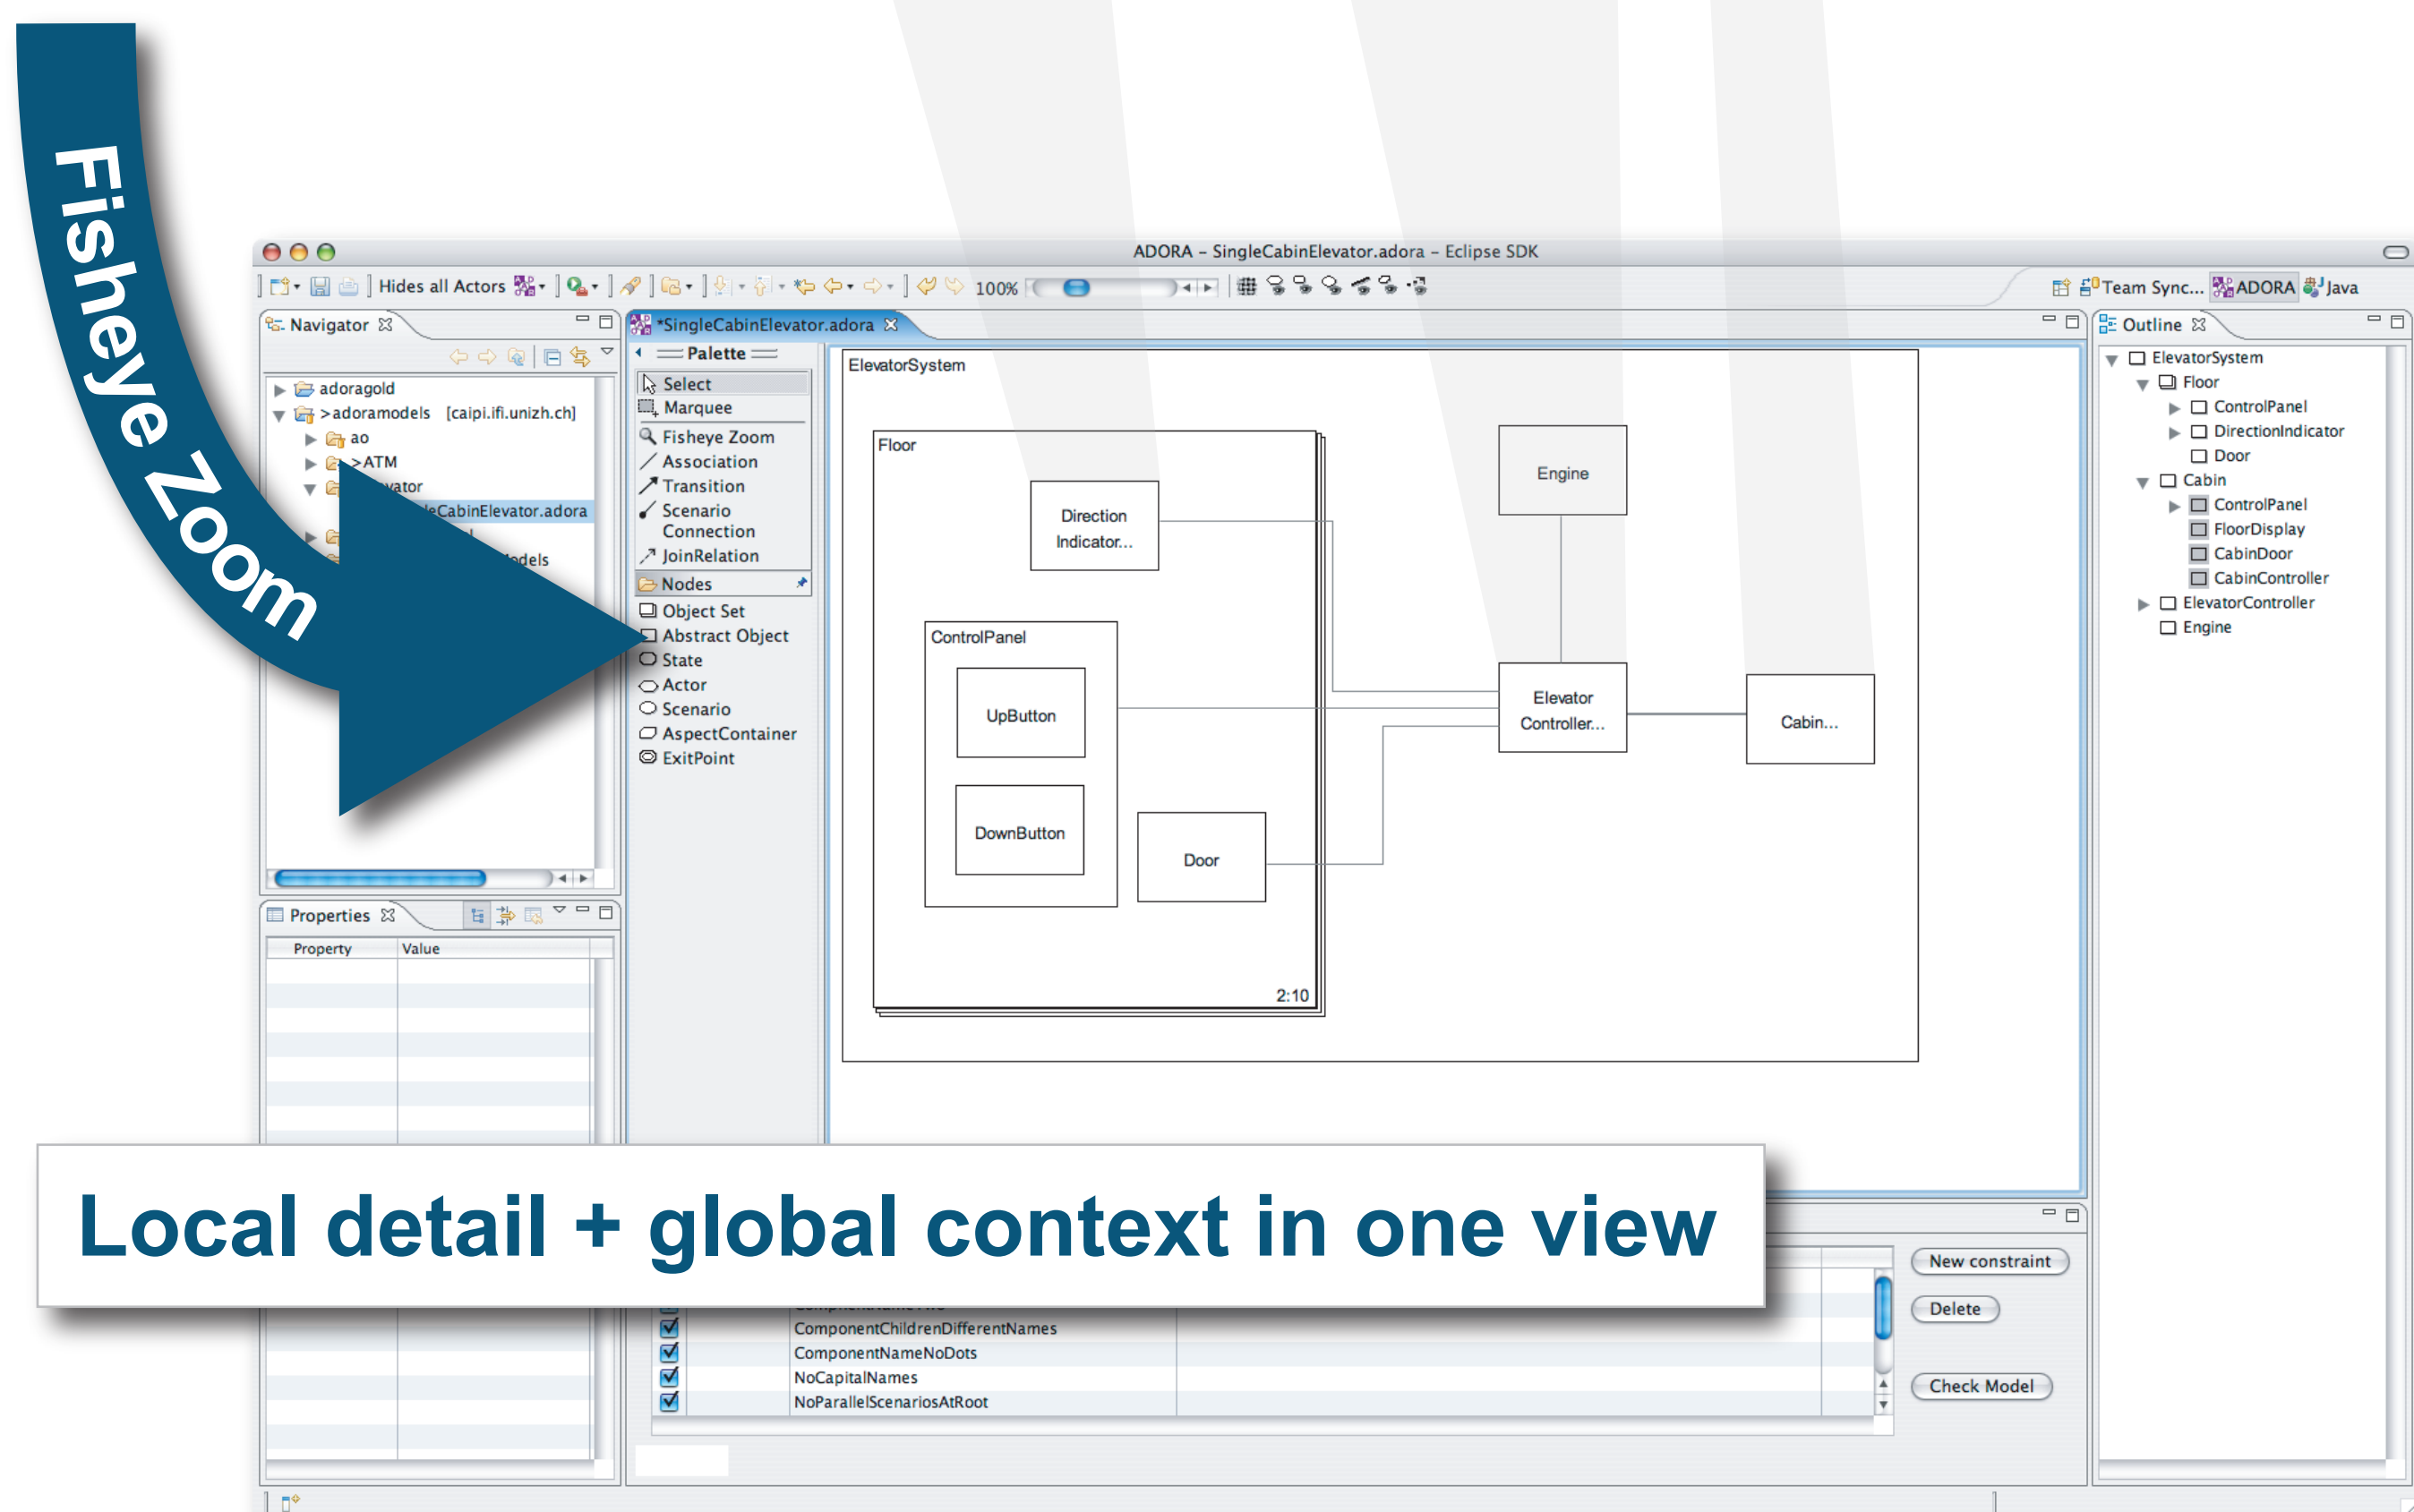 Fisheye Zoom
ADORA – SingleCabinElevator.adora – Eclipse SDK
Hides all Actors
100%
Team Sync...
ADORA
Java
Navigator
adoragold
>adoramodels [caipi.ifi.unizh.ch]
ao
>ATM
vator
eCabinElevator.adora
odels
Properties
Property Value
*SingleCabinElevator.adora
Palette
Select
Marquee
Fisheye Zoom
Association
Transition
Scenario
Connection
JoinRelation
Nodes
Object Set
Abstract Object
State
Actor
Scenario
AspectContainer
ExitPoint
ElevatorSystem
Floor
Direction
Indicator...
ControlPanel
UpButton
DownButton
Door
2:10
Engine
Elevator
Controller...
Cabin...
Outline
ElevatorSystem
Floor
ControlPanel
DirectionIndicator
Door
Cabin
ControlPanel
FloorDisplay
CabinDoor
CabinController
ElevatorController
Engine
Local detail + global context in one view
ComponentChildrenDifferentNames
ComponentNameNoDots
NoCapitalNames
NoParallelScenariosAtRoot
New constraint
Delete
Check Model